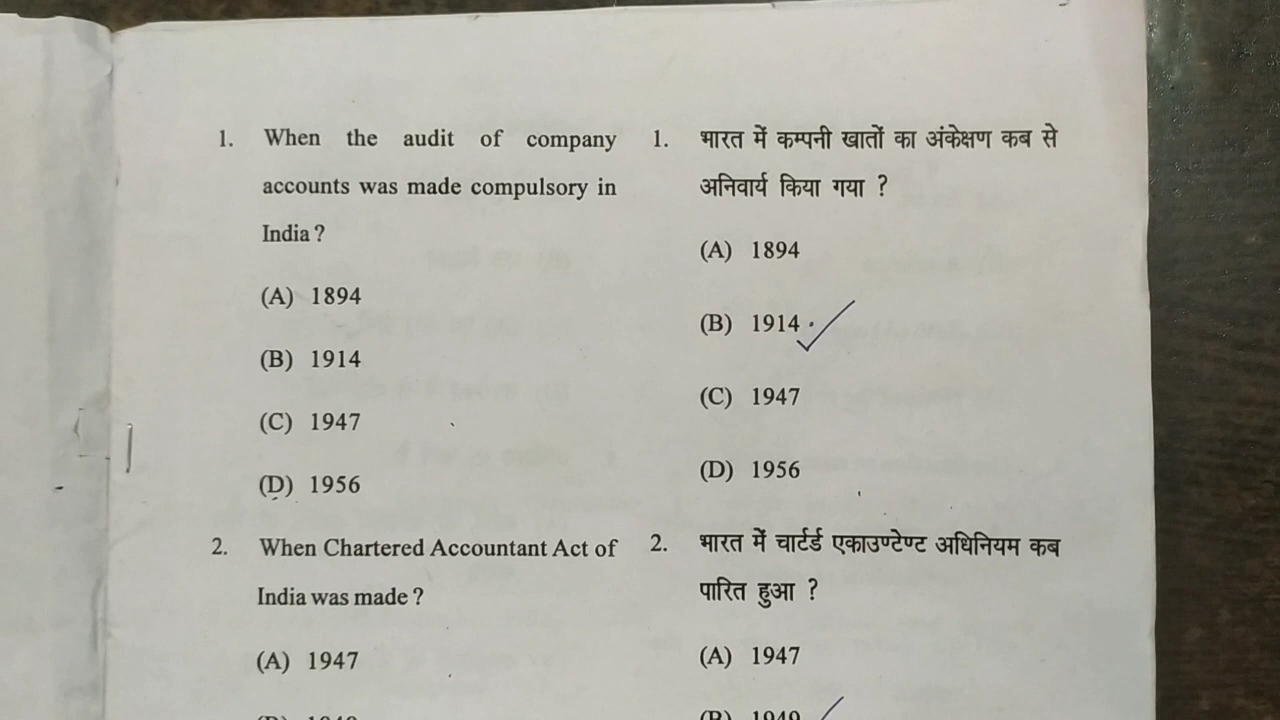 1. When the audit of company
accounts was made compulsory in
India ?
(A) 1894
(B) 1914
(C) 1947
(D) 1956
2. When Chartered Accountant Act of
India was made ?
(A) 1947
1. भारत में कम्पनी खातों का अंकेक्षण कब से
अनिवार्य किया गया ?
(A) 1894
(B) 1914
(C) 1947
(D) 1956
2. भारत में चार्टर्ड एकाउण्टेण्ट अधिनियम कब
पारित हुआ ?
(A) 1947
(B) 1949